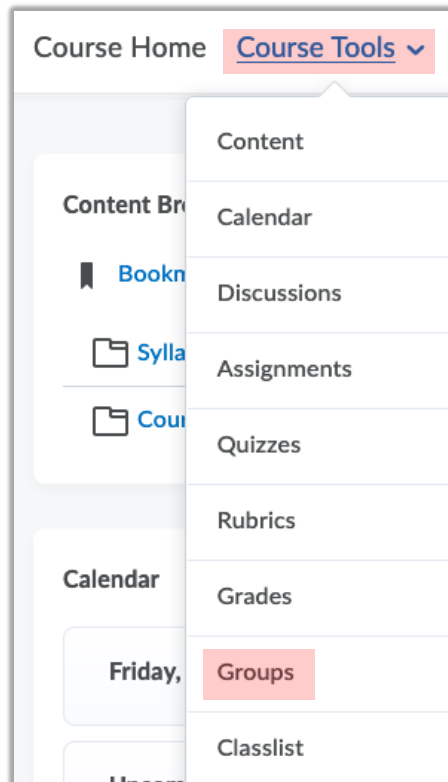 Course Home Course Tools
Content
Calendar
Discussions
Assignments
Quizzes
Rubrics
Grades
Groups
Classlist
Content
Calendar
Friday,